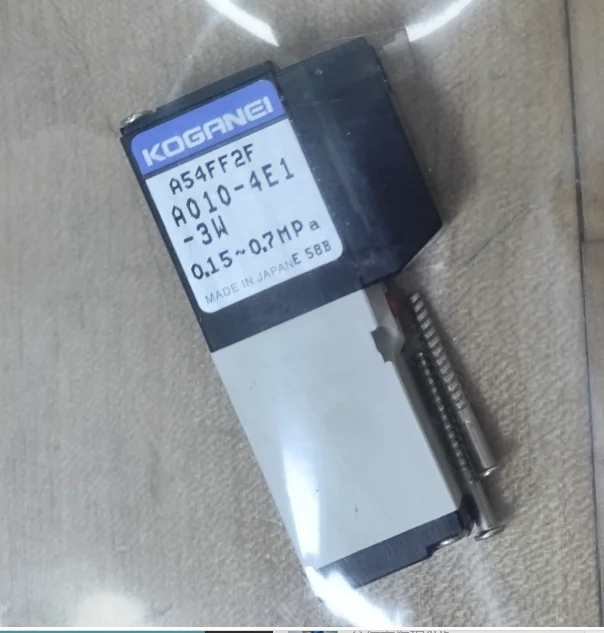 KOGANEI
A54FF2F
A010-4E1
-3W
0.15~0.7MPa
MADE IN JAPAN E 58B